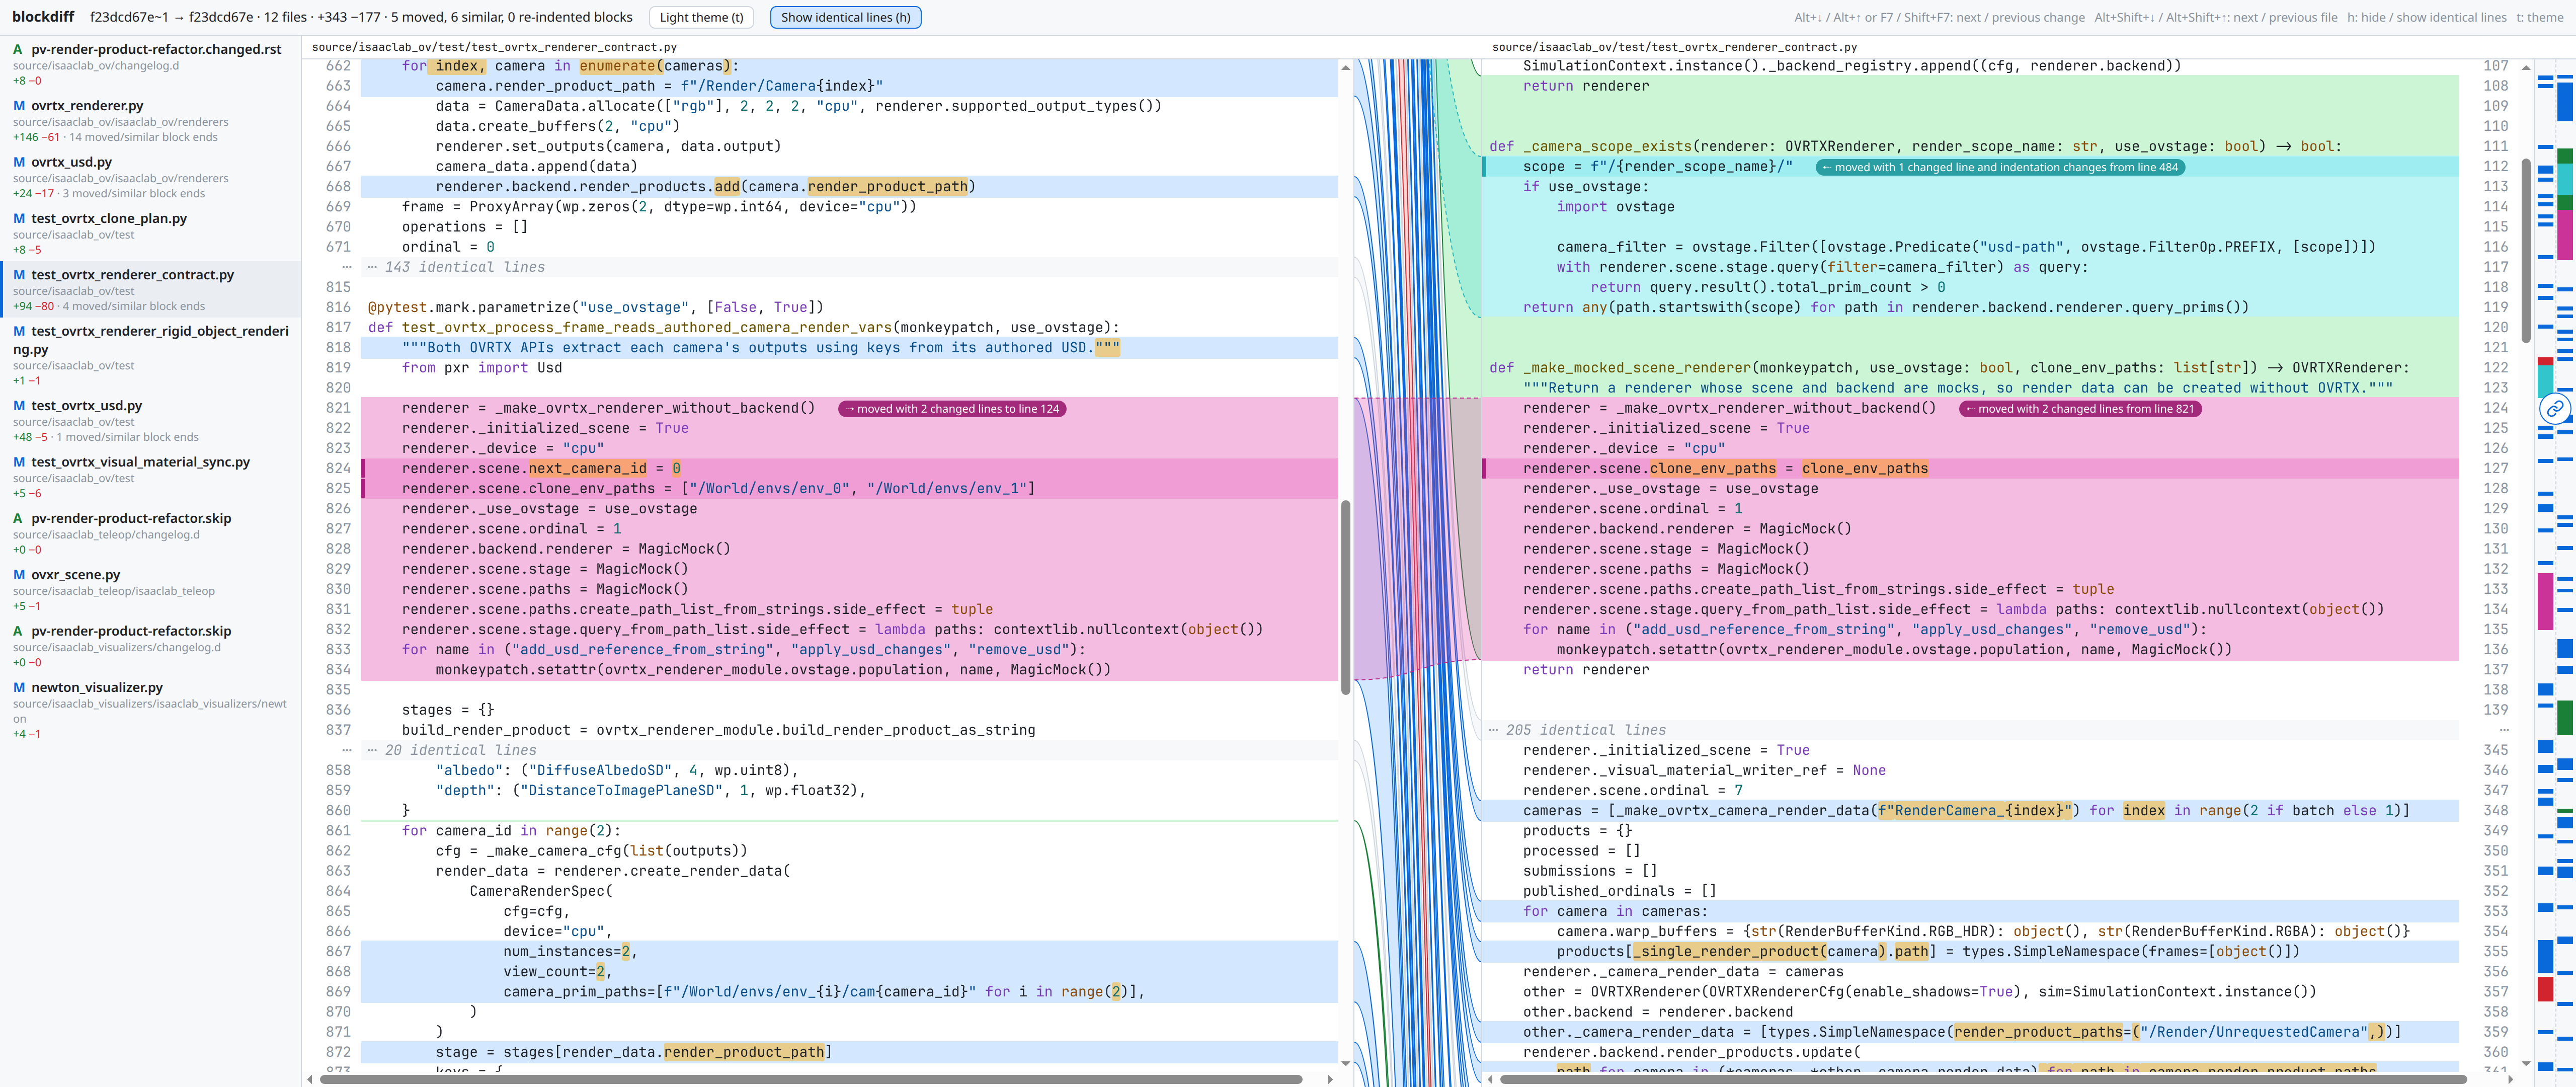 blockdiff f23dcd67e~1 → f23dcd67e · 12 files · +343 −177 · 5 moved, 6 similar, 0 re-indented blocks Light theme (t) Show identical lines (h) Alt+↓ / Alt+↑ or F7 / Shift+F7: next / previous change Alt+Shift+↓ / Alt+Shift+↑: next / previous file h: hide / show identical lines t: theme
A pv-render-product-refactor.changed.rst
source/isaaclab_ov/changelog.d
+8 −0
M ovrtx_renderer.py
source/isaaclab_ov/isaaclab_ov/renderers
+146 −61 · 14 moved/similar block ends
M ovrtx_usd.py
source/isaaclab_ov/isaaclab_ov/renderers
+24 −17 · 3 moved/similar block ends
M test_ovrtx_clone_plan.py
source/isaaclab_ov/test
+8 −5
M test_ovrtx_renderer_contract.py
source/isaaclab_ov/test
+94 −80 · 4 moved/similar block ends
M test_ovrtx_renderer_rigid_object_renderi
ng.py
source/isaaclab_ov/test
+1 −1
M test_ovrtx_usd.py
source/isaaclab_ov/test
+48 −5 · 1 moved/similar block ends
M test_ovrtx_visual_material_sync.py
source/isaaclab_ov/test
+5 −6
A pv-render-product-refactor.skip
source/isaaclab_teleop/changelog.d
+0 −0
M ovxr_scene.py
source/isaaclab_teleop/isaaclab_teleop
+5 −1
A pv-render-product-refactor.skip
source/isaaclab_visualizers/changelog.d
+0 −0
M newton_visualizer.py
source/isaaclab_visualizers/isaaclab_visualizers/newt
on
+4 −1
source/isaaclab_ov/test/test_ovrtx_renderer_contract.py
662 for index, camera in enumerate(cameras):
663 camera.render_product_path = f"/Render/Camera{index}"
664 data = CameraData.allocate(["rgb"], 2, 2, 2, "cpu", renderer.supported_output_types())
665 data.create_buffers(2, "cpu")
666 renderer.set_outputs(camera, data.output)
667 camera_data.append(data)
668 renderer.backend.render_products.add(camera.render_product_path)
669 frame = ProxyArray(wp.zeros(2, dtype=wp.int64, device="cpu"))
670 operations = []
671 ordinal = 0
⋯ ⋯ 143 identical lines
815
816 @pytest.mark.parametrize("use_ovstage", [False, True])
817 def test_ovrtx_process_frame_reads_authored_camera_render_vars(monkeypatch, use_ovstage):
818 """Both OVRTX APIs extract each camera's outputs using keys from its authored USD."""
819 from pxr import Usd
820
821 renderer = _make_ovrtx_renderer_without_backend() → moved with 2 changed lines to line 124
822 renderer._initialized_scene = True
823 renderer._device = "cpu"
824 renderer.scene.next_camera_id = 0
825 renderer.scene.clone_env_paths = ["/World/envs/env_0", "/World/envs/env_1"]
826 renderer._use_ovstage = use_ovstage
827 renderer.scene.ordinal = 1
828 renderer.backend.renderer = MagicMock()
829 renderer.scene.stage = MagicMock()
830 renderer.scene.paths = MagicMock()
831 renderer.scene.paths.create_path_list_from_strings.side_effect = tuple
832 renderer.scene.stage.query_from_path_list.side_effect = lambda paths: contextlib.nullcontext(object())
833 for name in ("add_usd_reference_from_string", "apply_usd_changes", "remove_usd"):
834 monkeypatch.setattr(ovrtx_renderer_module.ovstage.population, name, MagicMock())
835
836 stages = {}
837 build_render_product = ovrtx_renderer_module.build_render_product_as_string
⋯ ⋯ 20 identical lines
858 "albedo": ("DiffuseAlbedoSD", 4, wp.uint8),
859 "depth": ("DistanceToImagePlaneSD", 1, wp.float32),
860 }
861 for camera_id in range(2):
862 cfg = _make_camera_cfg(list(outputs))
863 render_data = renderer.create_render_data(
864 CameraRenderSpec(
865 cfg=cfg,
866 device="cpu",
867 num_instances=2,
868 view_count=2,
869 camera_prim_paths=[f"/World/envs/env_{i}/cam{camera_id}" for i in range(2)],
870 )
871 )
872 stage = stages[render_data.render_product_path]
873 keys = {
source/isaaclab_ov/test/test_ovrtx_renderer_contract.py
SimulationContext.instance()._backend_registry.append((cfg, renderer.backend)) 107
return renderer 108
109
110
def _camera_scope_exists(renderer: OVRTXRenderer, render_scope_name: str, use_ovstage: bool) -> bool: 111
scope = f"/{render_scope_name}/" ← moved with 1 changed line and indentation changes from line 484 112
if use_ovstage: 113
import ovstage 114
115
camera_filter = ovstage.Filter([ovstage.Predicate("usd-path", ovstage.FilterOp.PREFIX, [scope])]) 116
with renderer.scene.stage.query(filter=camera_filter) as query: 117
return query.result().total_prim_count > 0 118
return any(path.startswith(scope) for path in renderer.backend.renderer.query_prims()) 119
120
121
def _make_mocked_scene_renderer(monkeypatch, use_ovstage: bool, clone_env_paths: list[str]) -> OVRTXRenderer: 122
"""Return a renderer whose scene and backend are mocks, so render data can be created without OVRTX.""" 123
renderer = _make_ovrtx_renderer_without_backend() ← moved with 2 changed lines from line 821 124
renderer._initialized_scene = True 125
renderer._device = "cpu" 126
renderer.scene.clone_env_paths = clone_env_paths 127
renderer._use_ovstage = use_ovstage 128
renderer.scene.ordinal = 1 129
renderer.backend.renderer = MagicMock() 130
renderer.scene.stage = MagicMock() 131
renderer.scene.paths = MagicMock() 132
renderer.scene.paths.create_path_list_from_strings.side_effect = tuple 133
renderer.scene.stage.query_from_path_list.side_effect = lambda paths: contextlib.nullcontext(object()) 134
for name in ("add_usd_reference_from_string", "apply_usd_changes", "remove_usd"): 135
monkeypatch.setattr(ovrtx_renderer_module.ovstage.population, name, MagicMock()) 136
return renderer 137
138
139
⋯ 205 identical lines ⋯
renderer._initialized_scene = True 345
renderer._visual_material_writer_ref = None 346
renderer.scene.ordinal = 7 347
cameras = [_make_ovrtx_camera_render_data(f"RenderCamera_{index}") for index in range(2 if batch else 1)] 348
products = {} 349
processed = [] 350
submissions = [] 351
published_ordinals = [] 352
for camera in cameras: 353
camera.warp_buffers = {str(RenderBufferKind.RGB_HDR): object(), str(RenderBufferKind.RGBA): object()} 354
products[_single_render_product(camera).path] = types.SimpleNamespace(frames=[object()]) 355
renderer._camera_render_data = cameras 356
other = OVRTXRenderer(OVRTXRendererCfg(enable_shadows=True), sim=SimulationContext.instance()) 357
other.backend = renderer.backend 358
other._camera_render_data = [types.SimpleNamespace(render_product_paths=("/Render/UnrequestedCamera",))] 359
renderer.backend.render_products.update( 360
path for camera in (*cameras, *other._camera_render_data) for path in camera.render_product_paths 361